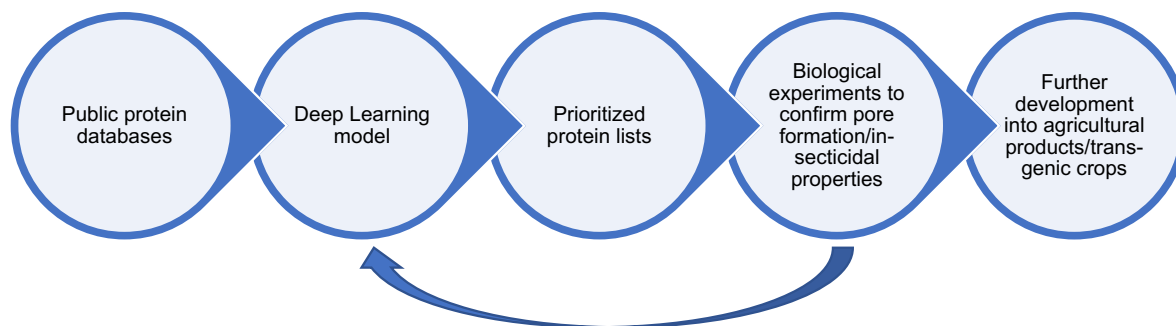 Public protein
databases
Deep Learning
model
Prioritized
protein lists
Biological
experiments to
confirm pore
formation/in-
secticidal
properties
Further
development
into agricultural
products/trans-
genic crops